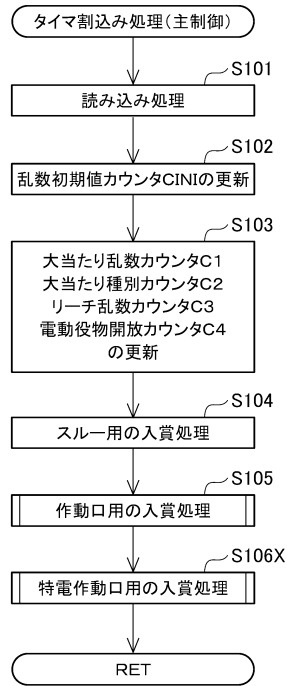 タイマ割込み処理(主制御)
S101
読み込み処理
S102
乱数初期値カウンタCINIの更新
S103
大当たり乱数カウンタC1
大当たり種別カウンタC2
リーチ乱数カウンタC3
電動役物開放カウンタC4
の更新
S104
スルー用の入賞処理
S105
作動口用の入賞処理
S106X
特電作動口用の入賞処理
RET